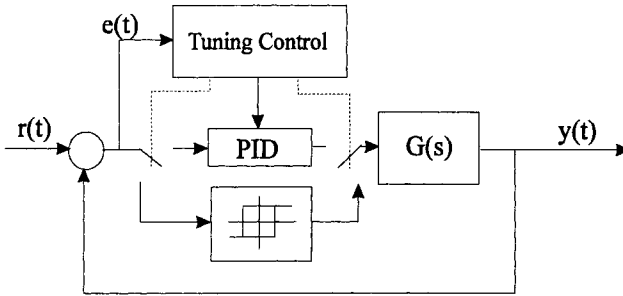 e(t)
Tuning Control
r(t)
PID
G(s)
y(t)